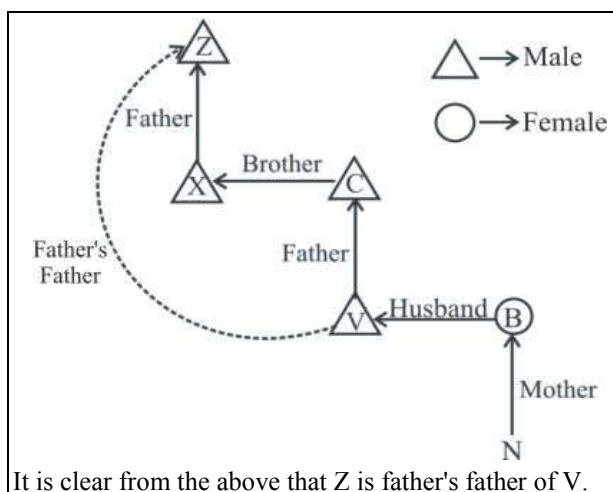 Z
Male
Father
Female
Brother
X
C
Father's
Father
Father
Husband
V
B
Mother
N
It is clear from the above that Z is father's father of V.